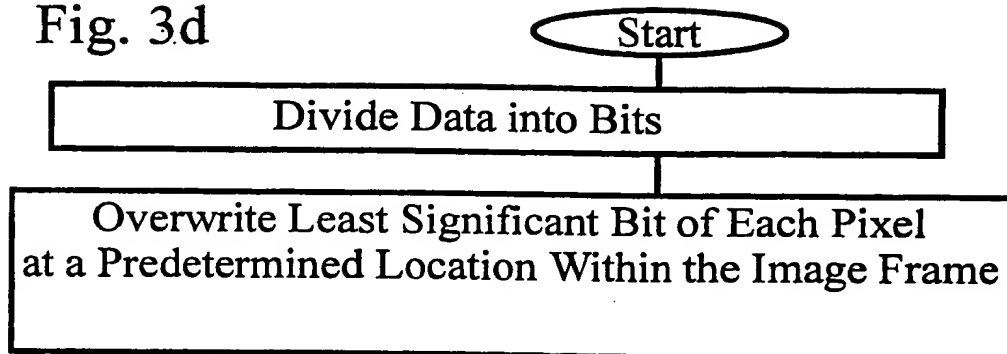 Fig. 3d
Start
Divide Data into Bits
Overwrite Least Significant Bit of Each Pixel
at a Predetermined Location Within the Image Frame